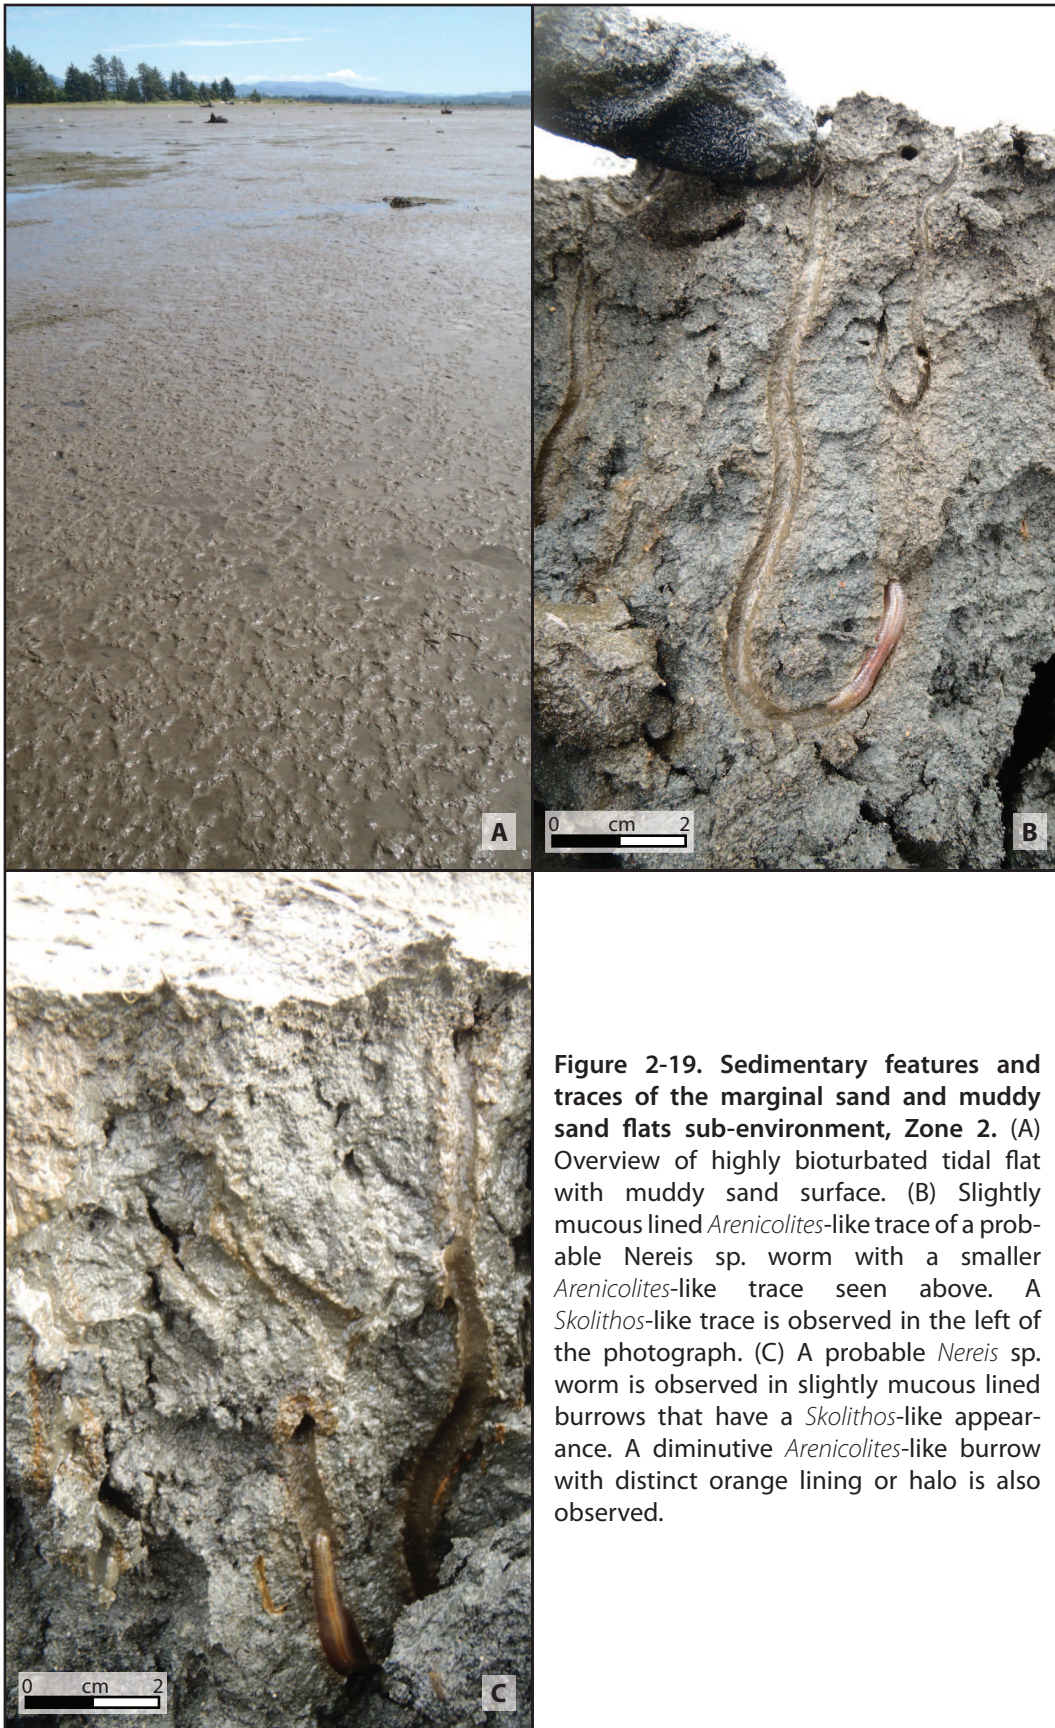 A
0 cm 2
B
0 cm 2
C
Figure 2-19. Sedimentary features and
traces of the marginal sand and muddy
sand flats sub-environment, Zone 2. (A)
Overview of highly bioturbated tidal flat
with muddy sand surface. (B) Slightly
mucous lined Arenicolites-like trace of a prob-
able Nereis sp. worm with a smaller
Arenicolites-like trace seen above. A
Skolithos-like trace is observed in the left of
the photograph. (C) A probable Nereis sp.
worm is observed in slightly mucous lined
burrows that have a Skolithos-like appear-
ance. A diminutive Arenicolites-like burrow
with distinct orange lining or halo is also
observed.